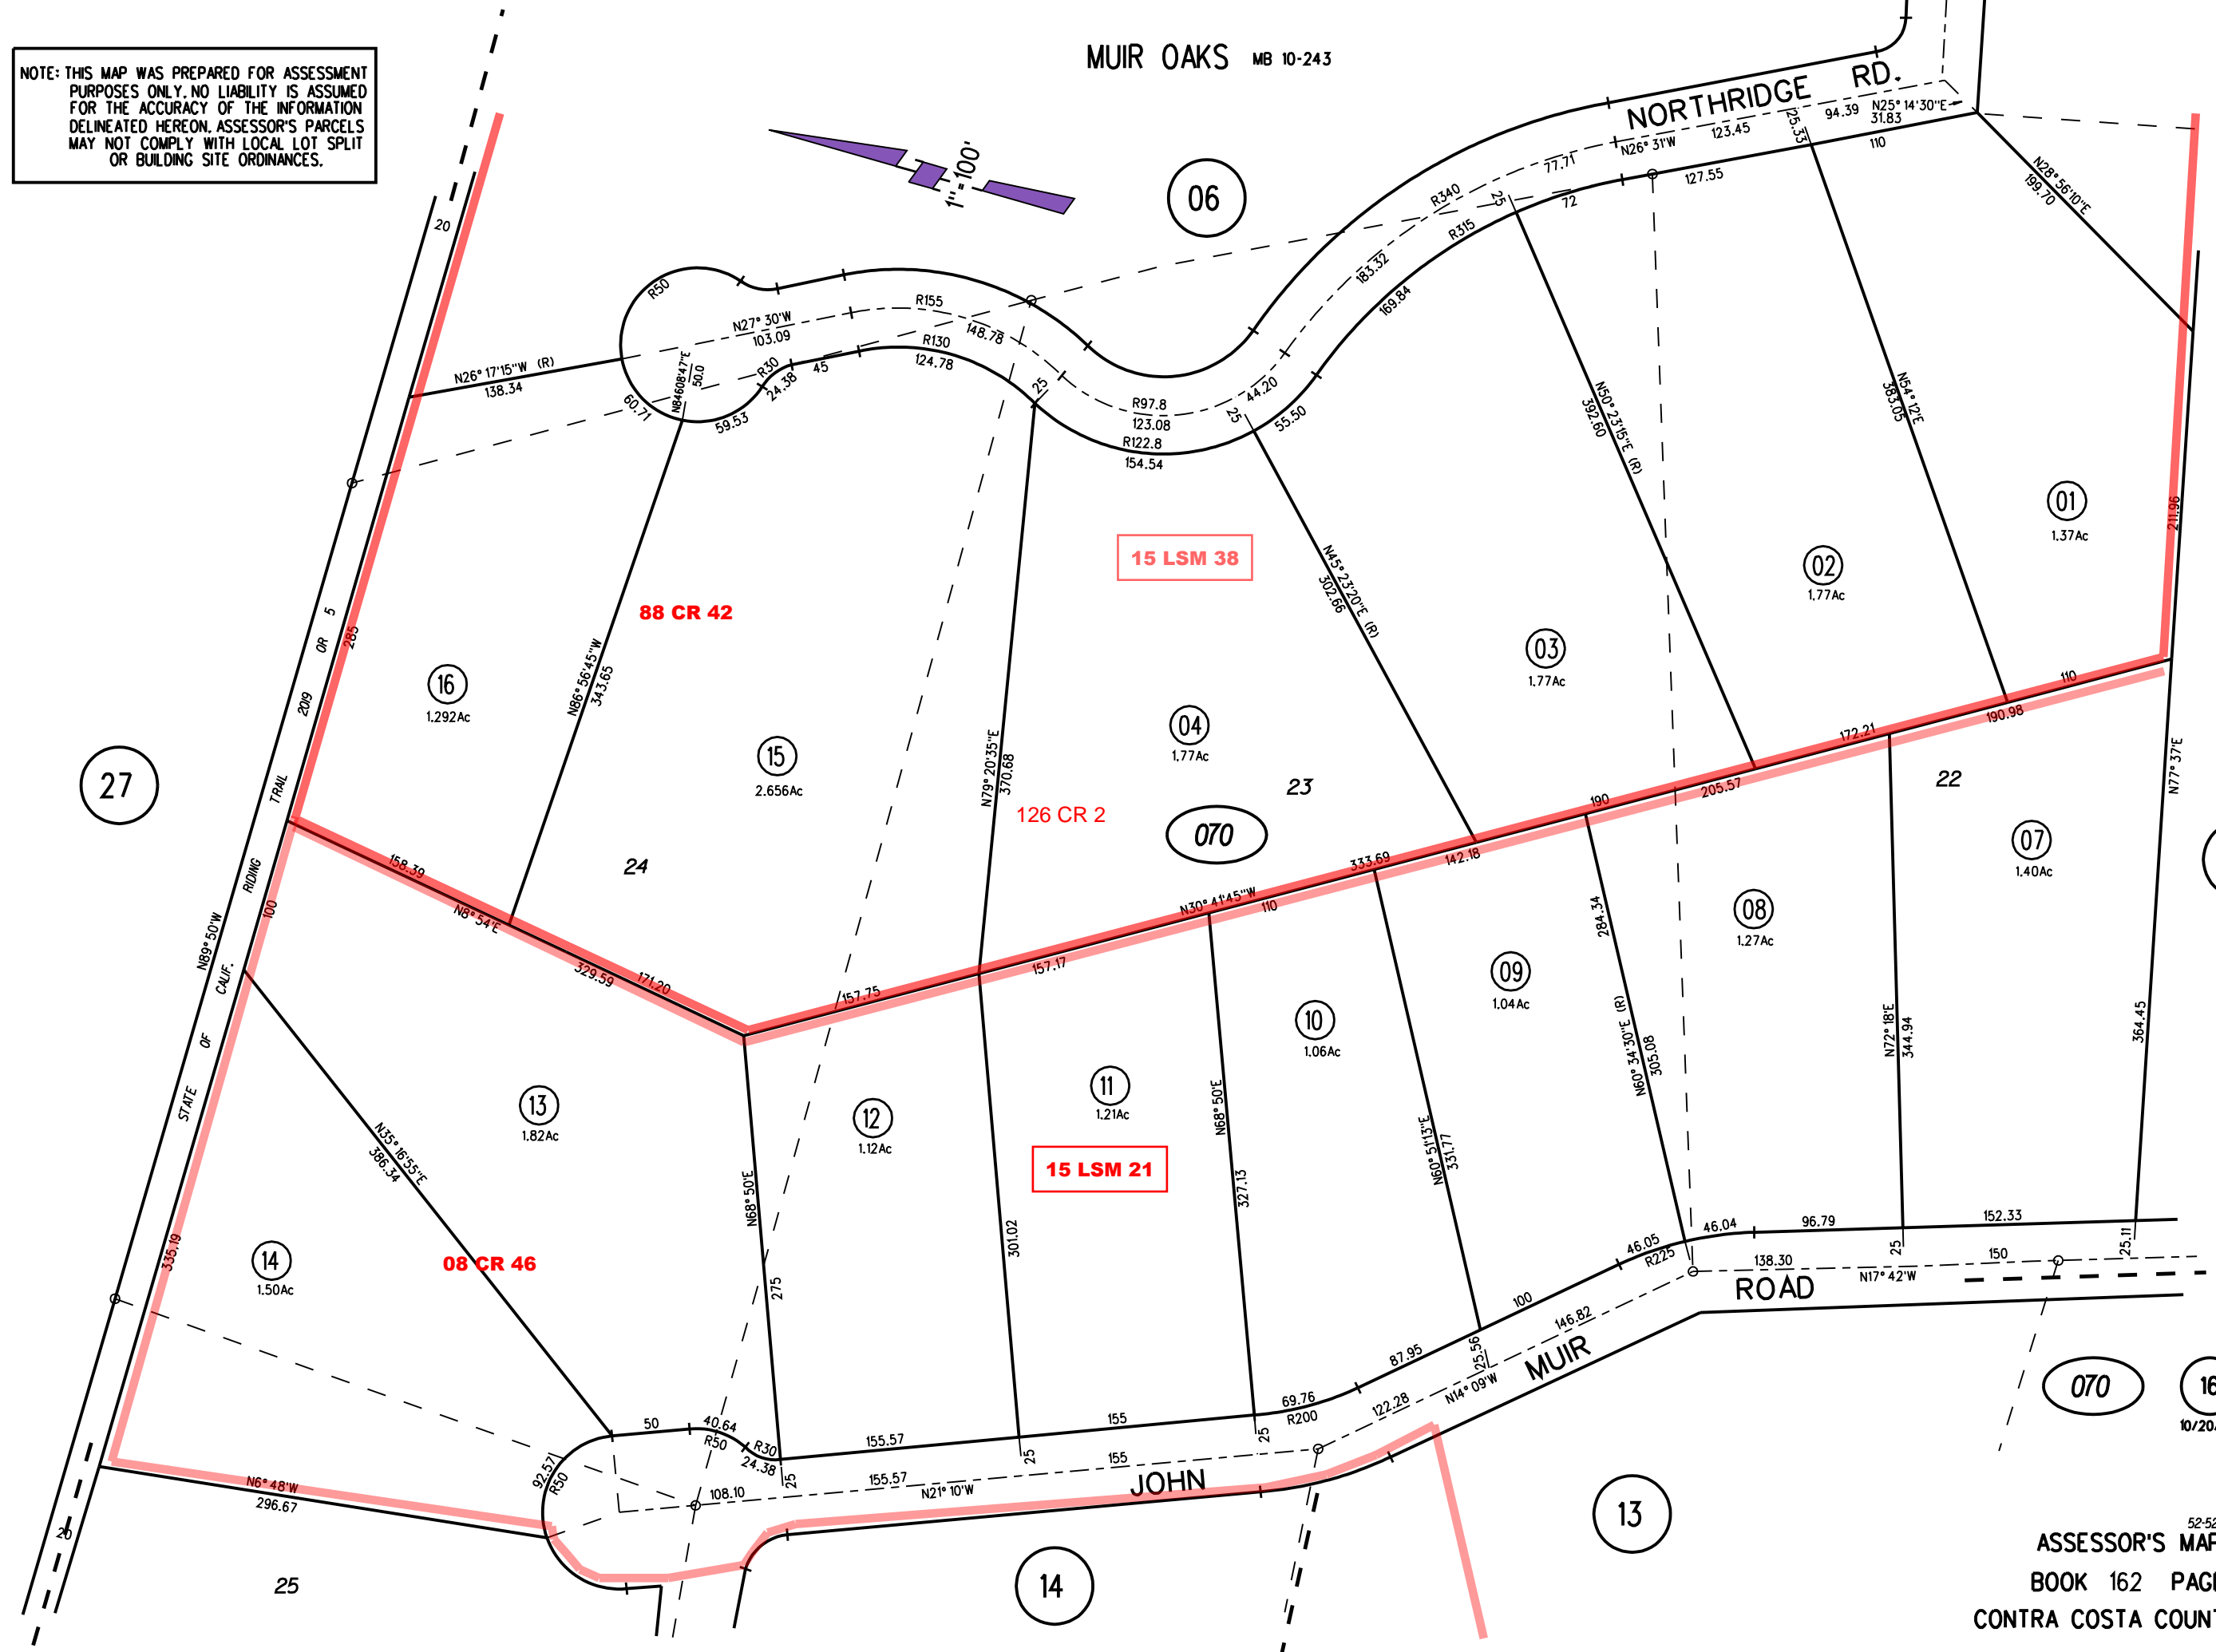 NOTE: THIS MAP WAS PREPARED FOR ASSESSMENT
PURPOSES ONLY. NO LIABILITY IS ASSUMED
FOR THE ACCURACY OF THE INFORMATION
DELINEATED HEREON. ASSESSOR'S PARCELS
MAY NOT COMPLY WITH LOCAL LOT SPLIT
OR BUILDING SITE ORDINANCES.
MUIR OAKS MB 10-243
1"=100'
06
NORTHRIDGE RD.
N26° 31'W
123.45
94.39
N25° 14'30"E
31.83
25.33
110
127.55
72
77.71
R340
R315
25
183.32
169.84
N28° 56'10"E
199.70
20
R50
N27° 30'W
103.09
R155
148.78
R130
124.78
45
R30
24.38
N26° 17'15"W (R)
138.34
60.71
59.53
N84608'47"E
50.0
25
R97.8
123.08
R122.8
154.54
25
44.20
55.50
N50° 23'15"E (R)
392.60
N54° 12'E
383.05
01
1.37Ac
211.96
02
1.77Ac
15 LSM 38
N45° 23'20"E (R)
302.66
03
1.77Ac
88 CR 42
285
STATE OF CALIF. RIDING TRAIL 2019 OR 5
N89° 50'W
16
1.292Ac
N86° 56'45"W
343.65
15
2.656Ac
N79° 20'35"E
370.68
04
1.77Ac
126 CR 2
23
070
27
24
22
110
190.98
172.21
205.57
190
142.18
333.69
N30° 41'45"W
110
157.17
157.75
158.39
N8° 54'E
329.59
171.20
100
N77° 37'E
364.45
07
1.40Ac
08
1.27Ac
09
1.04Ac
10
1.06Ac
11
1.21Ac
12
1.12Ac
13
1.82Ac
14
1.50Ac
284.34
N60° 34'30"E (R)
305.08
N72° 18'E
344.94
N60° 51'13"E
331.77
N68° 50'E
327.13
15 LSM 21
301.02
N68° 50'E
275
N35° 16'55"E
386.34
08 CR 46
335.19
N6° 48'W
296.67
20
25
50
40.64
R50
R30
24.38
92.57
R50
108.10
25
155.57
155.57
N21° 10'W
25
155
155
25
69.76
R200
87.95
122.28
N14° 09'W
25.56
100
146.82
46.05
R225
46.04
96.79
138.30
25
152.33
150
N17° 42'W
25.11
JOHN MUIR ROAD
14
13
070
16
10/20
52-52
ASSESSOR'S MAP
BOOK 162 PAGE
CONTRA COSTA COUNT